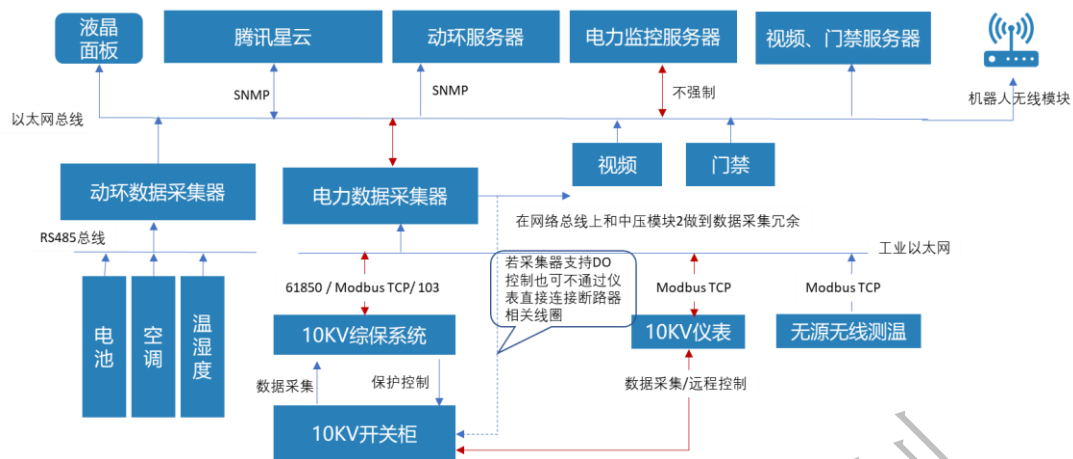 液晶
面板
腾讯星云
动环服务器
电力监控服务器
视频、门禁服务器
SNMP
SNMP
不强制
机器人无线模块
以太网总线
动环数据采集器
电力数据采集器
视频
门禁
在网络总线上和中压模块2做到数据采集冗余
RS485总线
工业以太网
若采集器支持DO
控制也可不通过仪
表直接连接断路器
相关线圈
61850 / Modbus TCP/ 103
Modbus TCP
Modbus TCP
电池
空调
温湿度
10KV综保系统
10KV仪表
无源无线测温
数据采集
保护控制
数据采集/远程控制
10KV开关柜